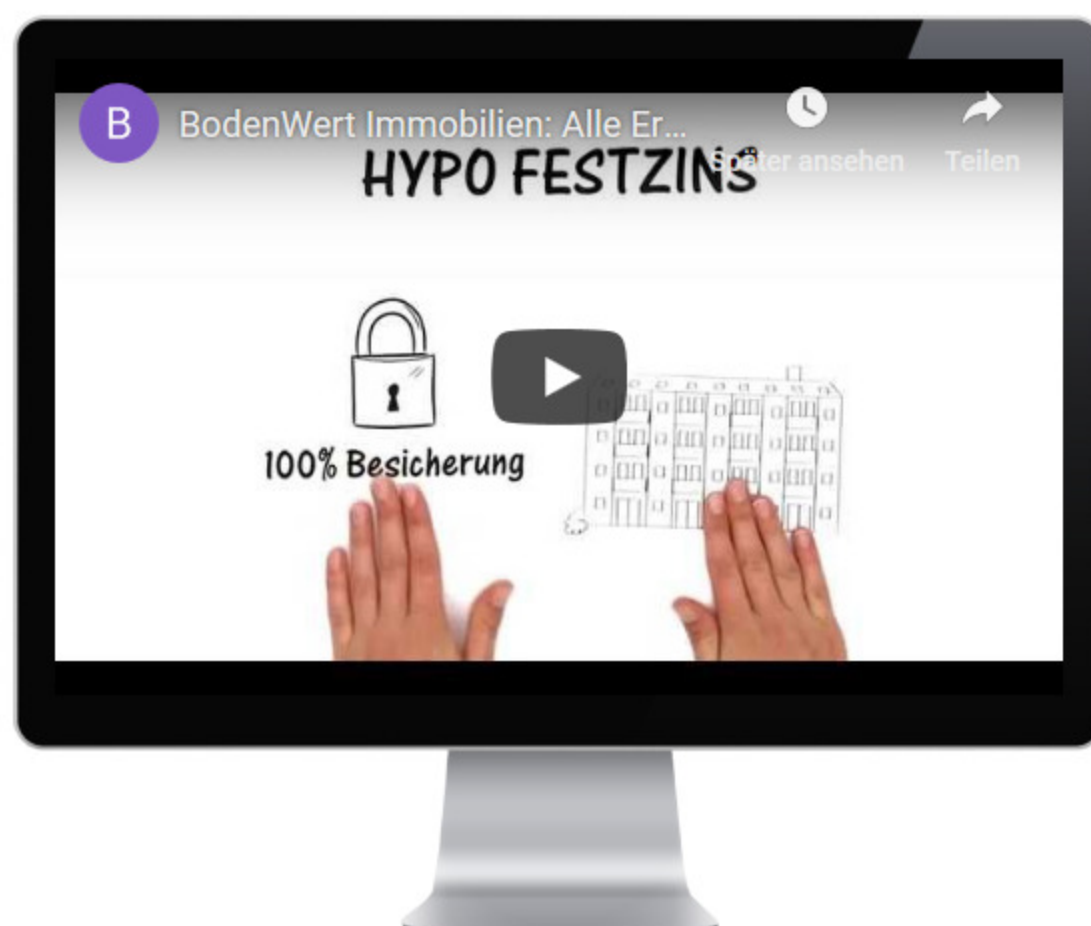 B
BodenWert Immobilien: Alle Er...
Später ansehen
Teilen
HYPO FESTZINS
100% Besicherung